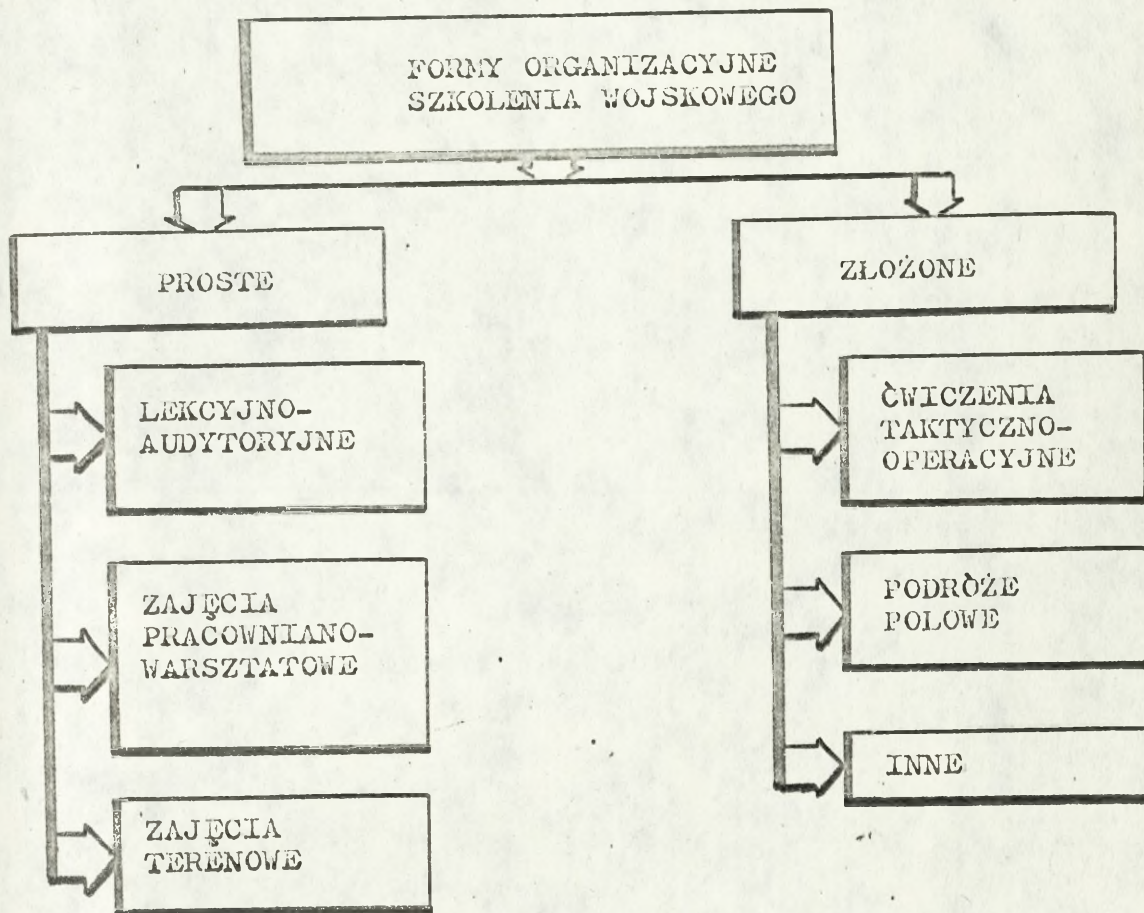 FORMY ORGANIZACYJNE
SZKOLENIA WOJSKOWEGO
PROSTE
ZŁOŻONE
LEKCYJNO-
AUDYTORYJNE
ZAJĘCIA
PRACOWNIANO-
WARSZTATOWE
ZAJĘCIA
TERENOWE
ĆWICZENIA
TAKTYCZNO-
OPERACYJNE
PODRÓŻE
POLOWE
INNE